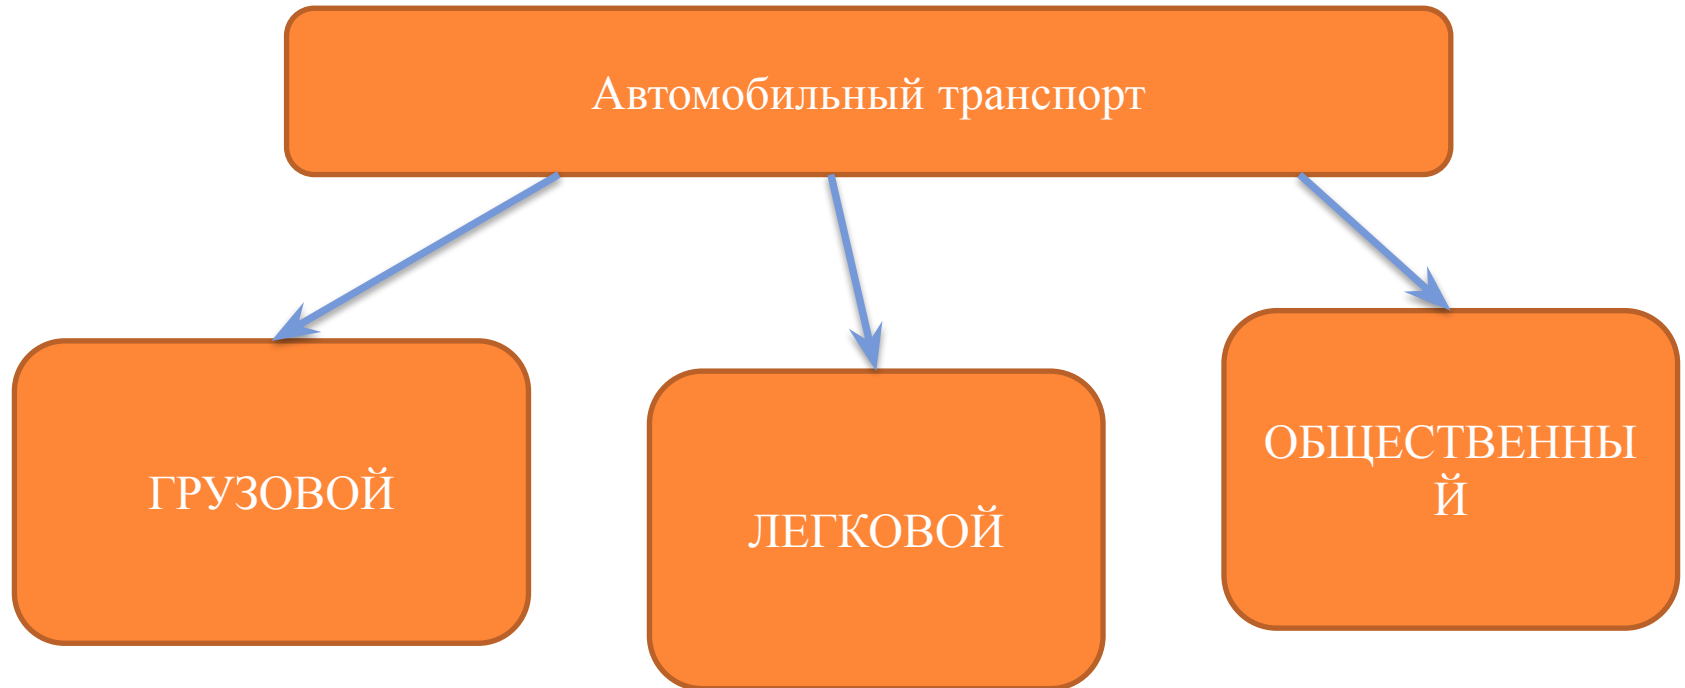 Автомобильный транспорт
ГРУЗОВОЙ
ЛЕГКОВОЙ
ОБЩЕСТВЕННЫ
Й